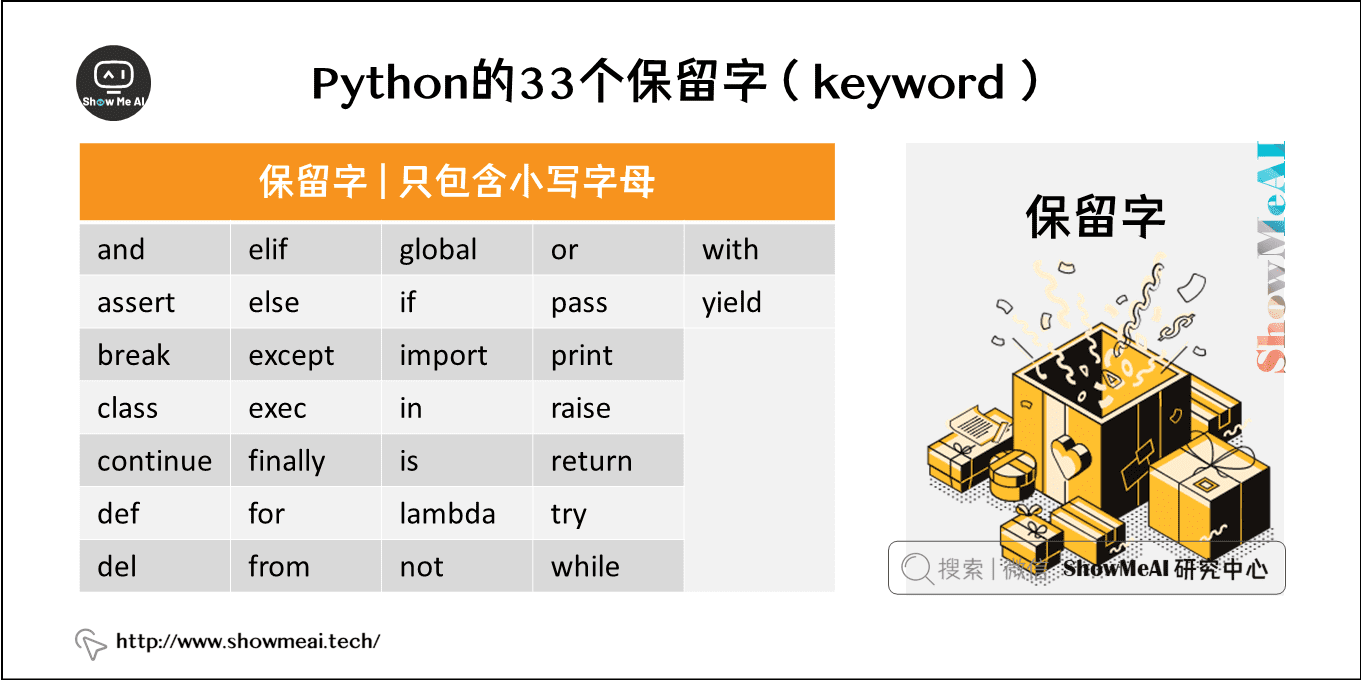 Show Me AI
Python的33个保留字（keyword）
保留字 | 只包含小写字母
and elif global or with
assert else if pass yield
break except import print
class exec in raise
continue finally is return
def for lambda try
del from not while
保留字
ShowMeAI
搜索 | 微信 ShowMeAI 研究中心
http://www.showmeai.tech/